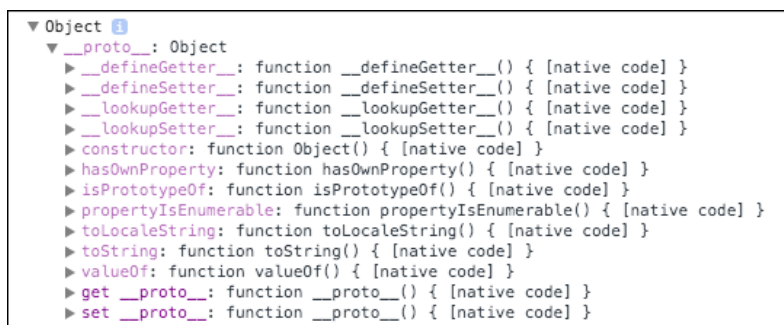 ▼ Object i
▼ __proto__: Object
▶ __defineGetter__: function __defineGetter__() { [native code] }
▶ __defineSetter__: function __defineSetter__() { [native code] }
▶ __lookupGetter__: function __lookupGetter__() { [native code] }
▶ __lookupSetter__: function __lookupSetter__() { [native code] }
▶ constructor: function Object() { [native code] }
▶ hasOwnProperty: function hasOwnProperty() { [native code] }
▶ isPrototypeOf: function isPrototypeOf() { [native code] }
▶ propertyIsEnumerable: function propertyIsEnumerable() { [native code] }
▶ toLocaleString: function toLocaleString() { [native code] }
▶ toString: function toString() { [native code] }
▶ valueOf: function valueOf() { [native code] }
▶ get __proto__: function __proto__() { [native code] }
▶ set __proto__: function __proto__() { [native code] }